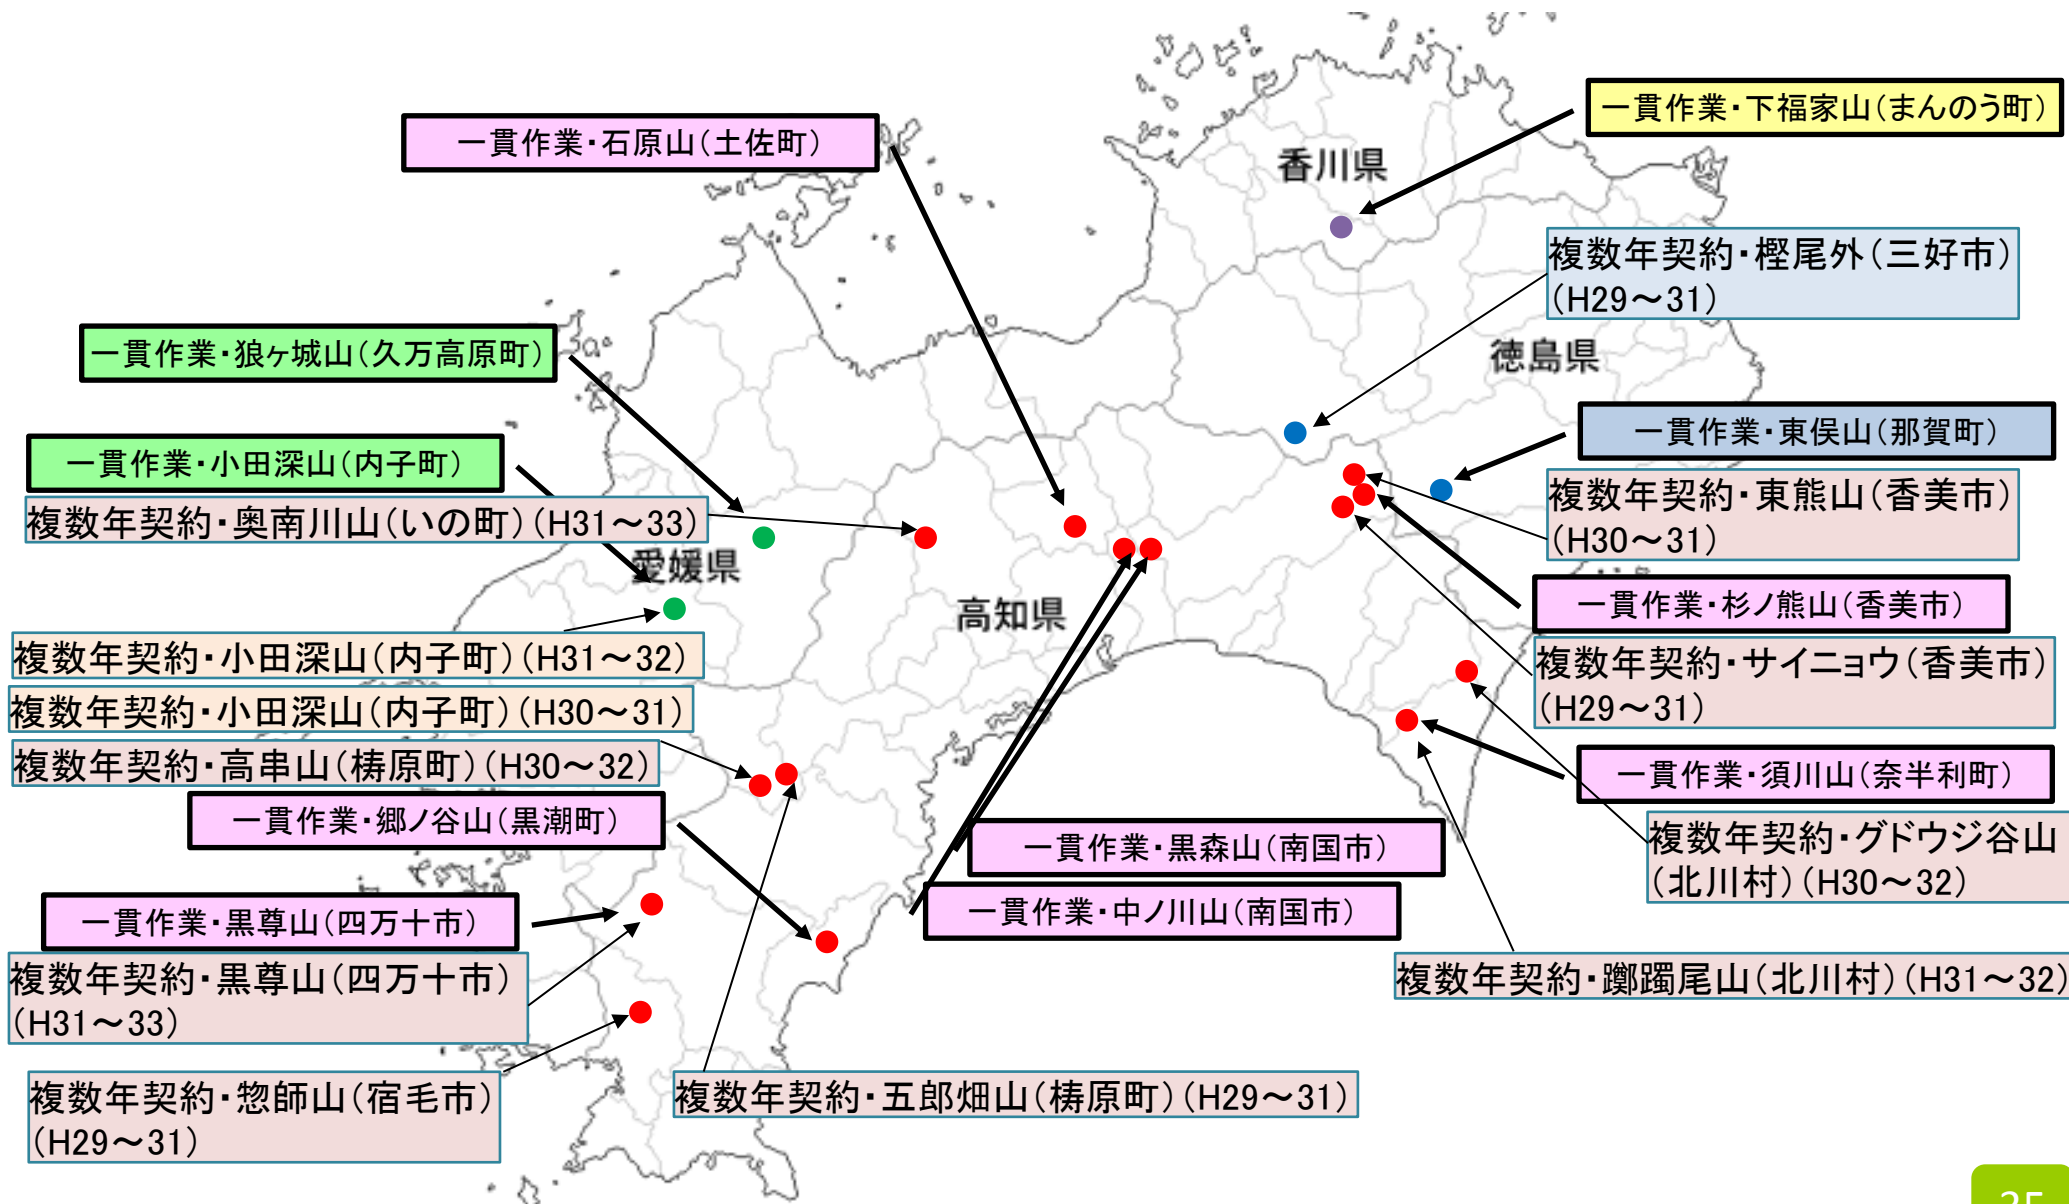 一貫作業・下福家山(まんのう町)
一貫作業・石原山(土佐町)
香川県
複数年契約・樫尾外(三好市)
(H29～31)
一貫作業・狼ヶ城山(久万高原町)
徳島県
一貫作業・東俣山(那賀町)
一貫作業・小田深山(内子町)
複数年契約・奥南川山(いの町)(H31～33)
複数年契約・東熊山(香美市)
(H30～31)
愛媛県
高知県
一貫作業・杉ノ熊山(香美市)
複数年契約・小田深山(内子町)(H31～32)
複数年契約・サイニョウ(香美市)
(H29～31)
複数年契約・小田深山(内子町)(H30～31)
複数年契約・高串山(梼原町)(H30～32)
一貫作業・須川山(奈半利町)
一貫作業・郷ノ谷山(黒潮町)
一貫作業・黒森山(南国市)
複数年契約・グドウジ谷山
(北川村)(H30～32)
一貫作業・黒尊山(四万十市)
一貫作業・中ノ川山(南国市)
複数年契約・黒尊山(四万十市)
(H31～33)
複数年契約・躑躅尾山(北川村)(H31～32)
複数年契約・惣師山(宿毛市)
(H29～31)
複数年契約・五郎畑山(梼原町)(H29～31)
35